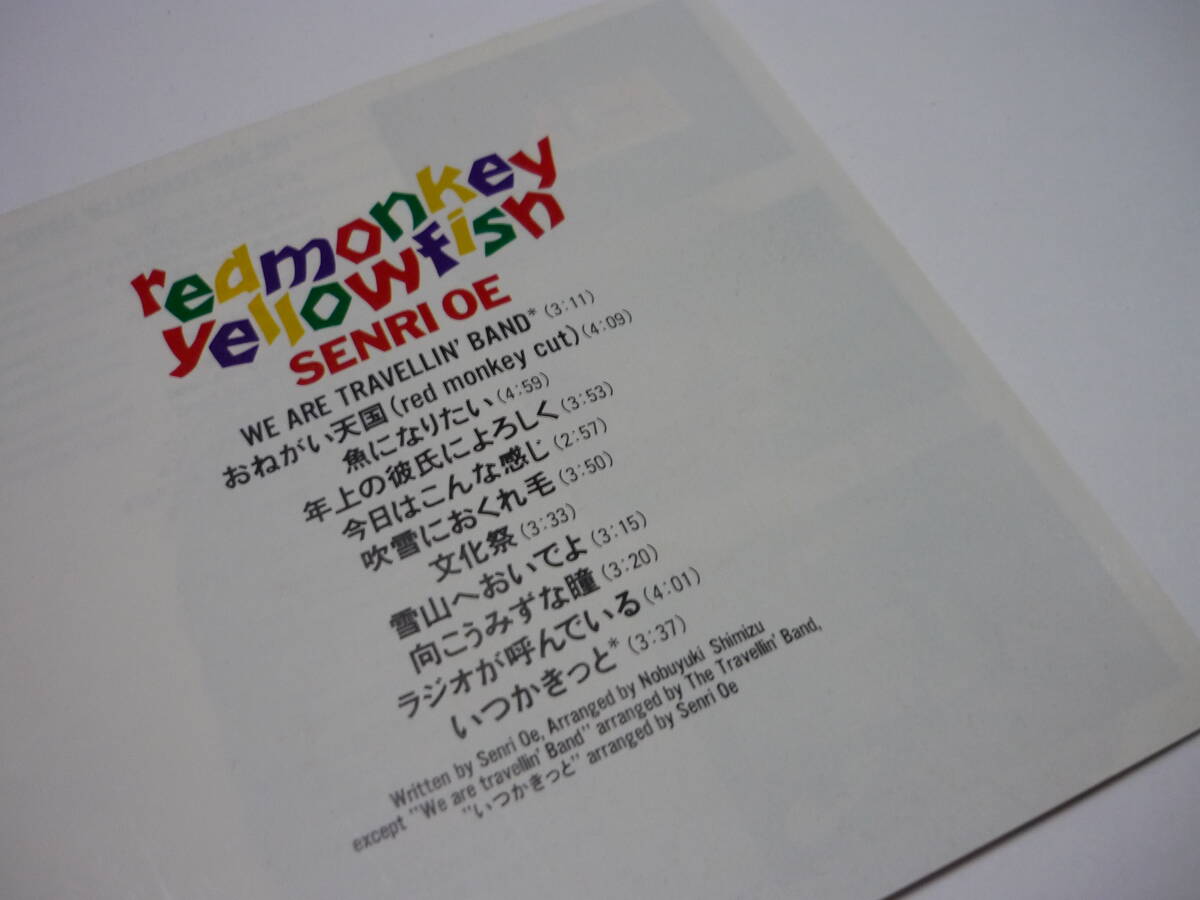 redmonkey
yellowfish
SENRI OE
WE ARE TRAVELLIN' BAND* (3:11)
おねがい天国(red monkey cut)(4:09)
魚になりたい(4:59)
年上の彼氏によろしく(3:53)
今日はこんな感じ(2:57)
吹雪におくれ毛(3:50)
文化祭(3:33)
雪山へおいでよ(3:15)
向こうみずな瞳(3:20)
ラジオが呼んでいる(4:01)
いつかきっと*(3:37)
Written by Senri Oe, Arranged by Nobuyuki Shimizu
except "We are travellin' Band" arranged by The Travellin' Band,
"いつかきっと" arranged by Senri Oe